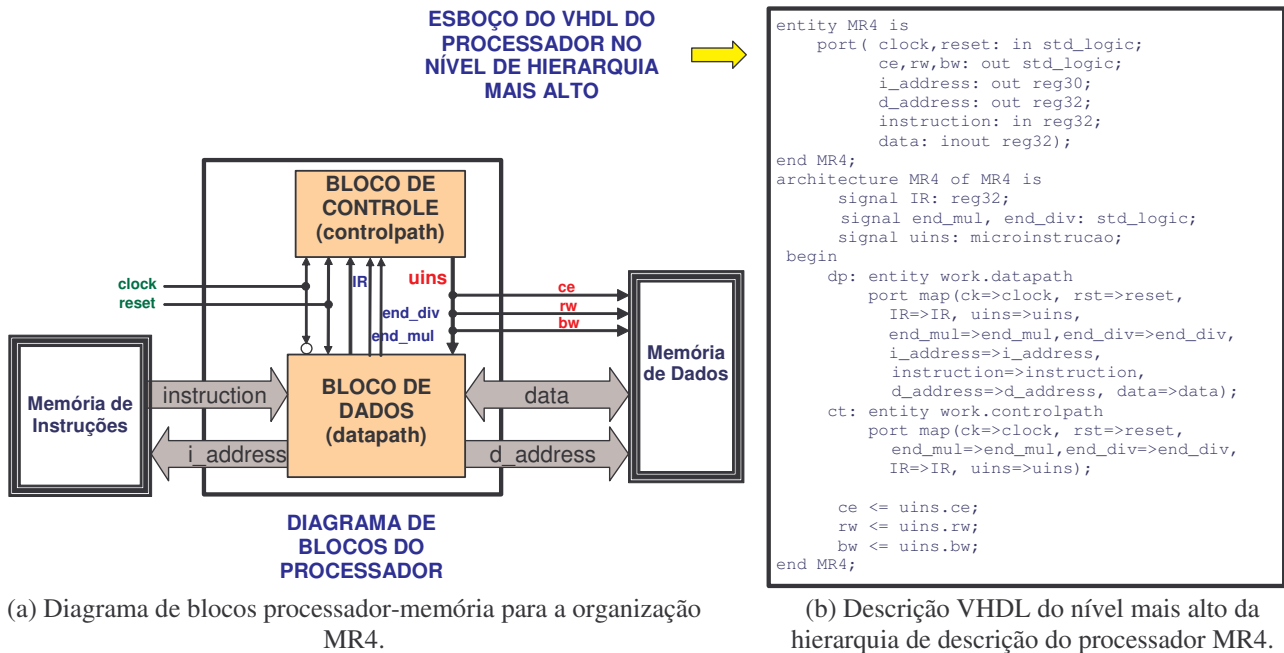 ESBOÇO DO VHDL DO
PROCESSADOR NO
NÍVEL DE HIERARQUIA
MAIS ALTO
BLOCO DE
CONTROLE
(controlpath)
clock
reset
IR
uins
end_div
end_mul
ce
rw
bw
Memória de
Instruções
instruction
i_address
BLOCO DE
DADOS
(datapath)
data
d_address
Memória
de Dados
DIAGRAMA DE
BLOCOS DO
PROCESSADOR
(a) Diagrama de blocos processador-memória para a organização
MR4.
entity MR4 is
port( clock,reset: in std_logic;
ce,rw,bw: out std_logic;
i_address: out reg30;
d_address: out reg32;
instruction: in reg32;
data: inout reg32);
end MR4;
architecture MR4 of MR4 is
signal IR: reg32;
signal end_mul, end_div: std_logic;
signal uins: microinstrucao;
begin
dp: entity work.datapath
port map(ck=>clock, rst=>reset,
IR=>IR, uins=>uins,
end_mul=>end_mul,end_div=>end_div,
i_address=>i_address,
instruction=>instruction,
d_address=>d_address, data=>data);
ct: entity work.controlpath
port map(ck=>clock, rst=>reset,
end_mul=>end_mul,end_div=>end_div,
IR=>IR, uins=>uins);
ce <= uins.ce;
rw <= uins.rw;
bw <= uins.bw;
end MR4;
(b) Descrição VHDL do nível mais alto da
hierarquia de descrição do processador MR4.